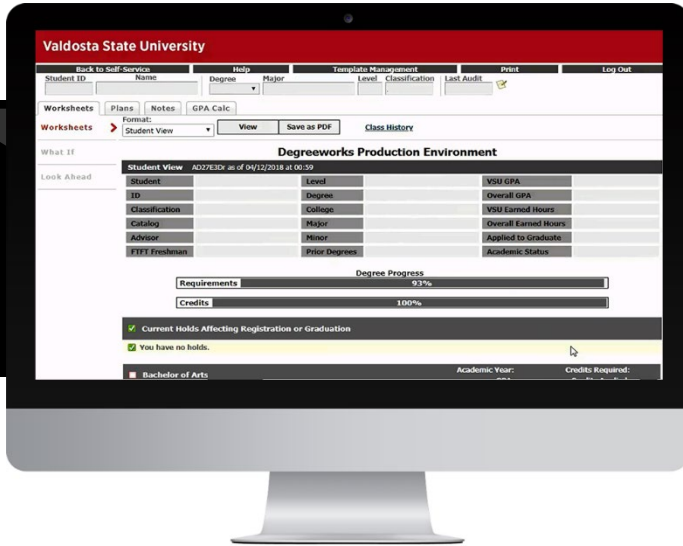 Valdosta State University
Back to Self-Service Help Template Management Print Log Out
Student ID Name Degree Major Level Classification Last Audit
Worksheets Plans Notes GPA Calc
Worksheets Format:
Student View View Save as PDF Class History
What If
Degreeworks Production Environment
Look Ahead
Student View AD27E3Dr as of 04/12/2018 at 00:59
Student Level VSU GPA
ID Degree Overall GPA
Classification College VSU Earned Hours
Catalog Major Overall Earned Hours
Advisor Minor Applied to Graduate
FTFT Freshman Prior Degrees Academic Status
Degree Progress
Requirements 93%
Credits 100%
Current Holds Affecting Registration or Graduation
You have no holds.
Bachelor of Arts Academic Year: Credits Required: